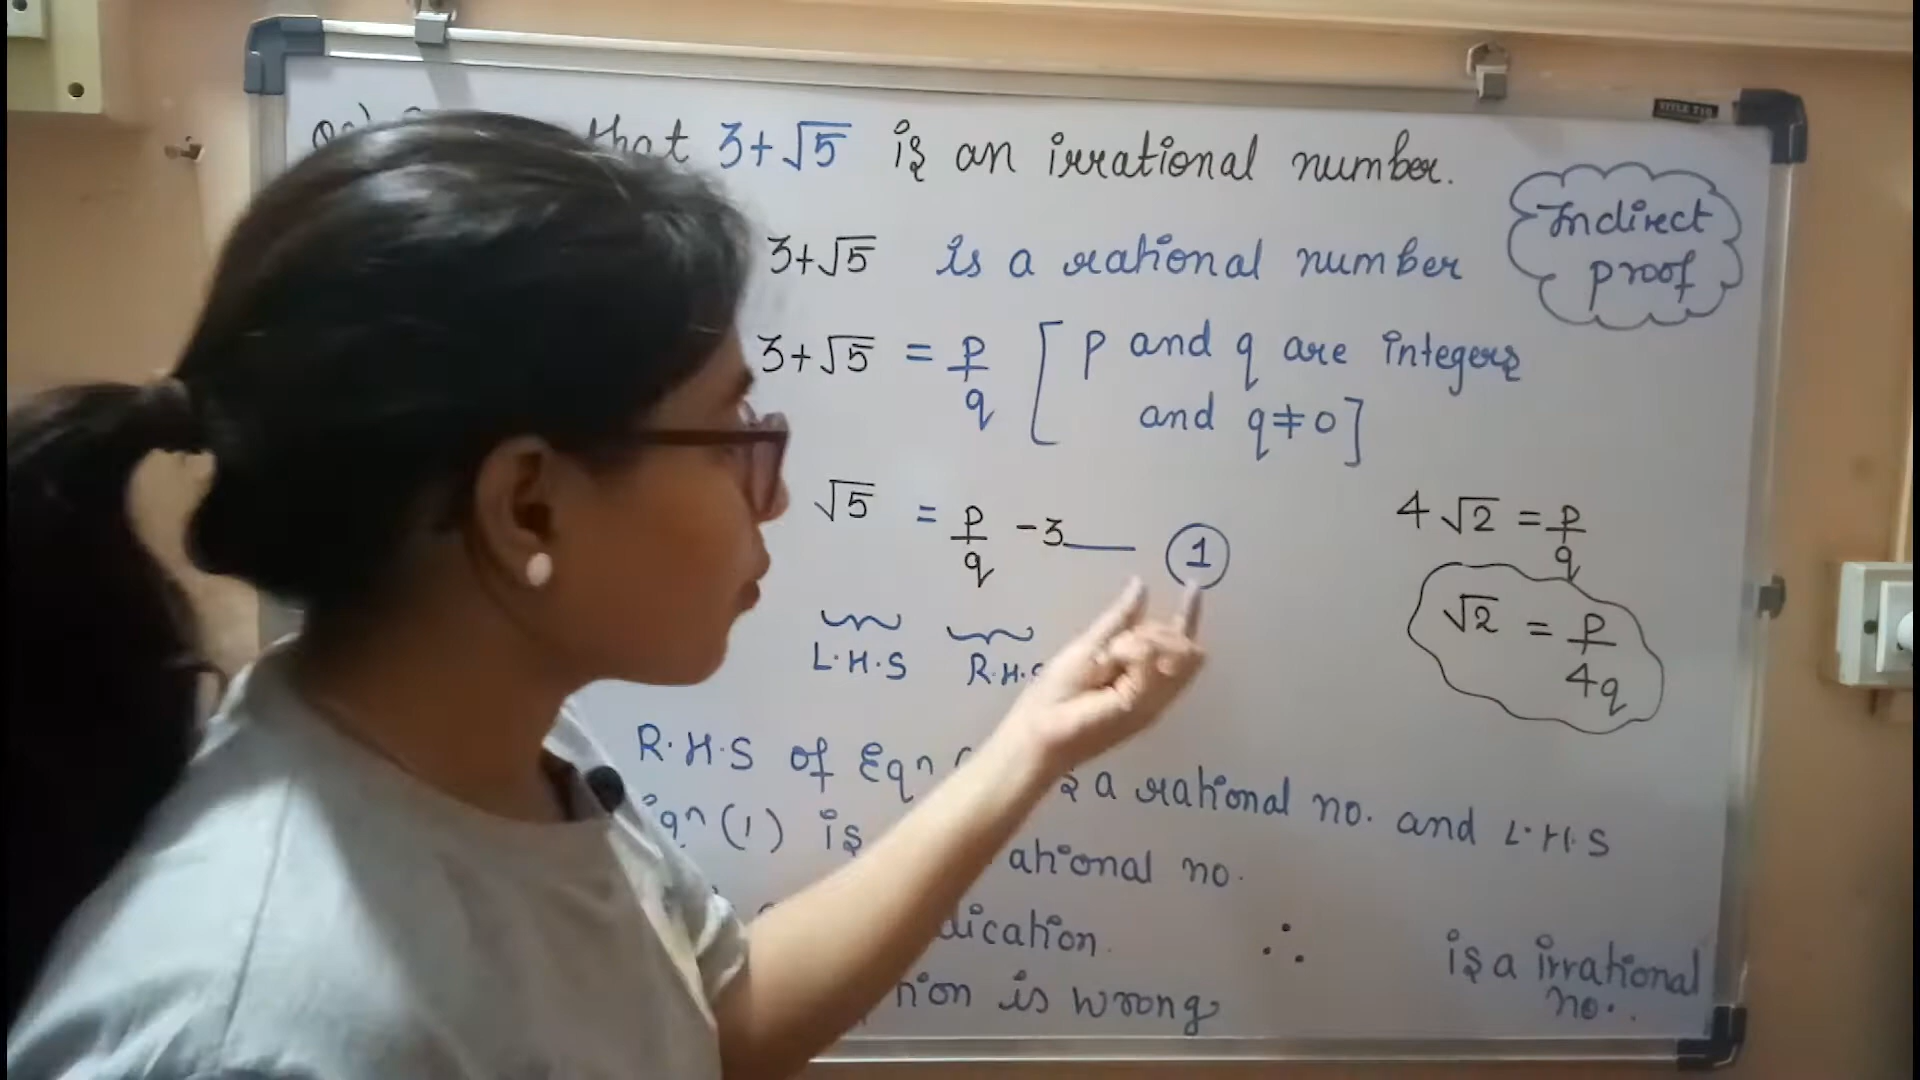 that 3+√5 is an irrational number.
Indirect
proof
3+√5 is a rational number
3+√5 = p/q [p and q are integers
and q≠0]
√5 = p/q -3 ___ 1
L.H.S R.H.S
4√2 = p/q
√2 = p/4q
R.H.S of Eqn is a rational no. and L.H.S
Eqn (1) is ational no.
dication.
∴ is a irrational
no..
tion is wrong